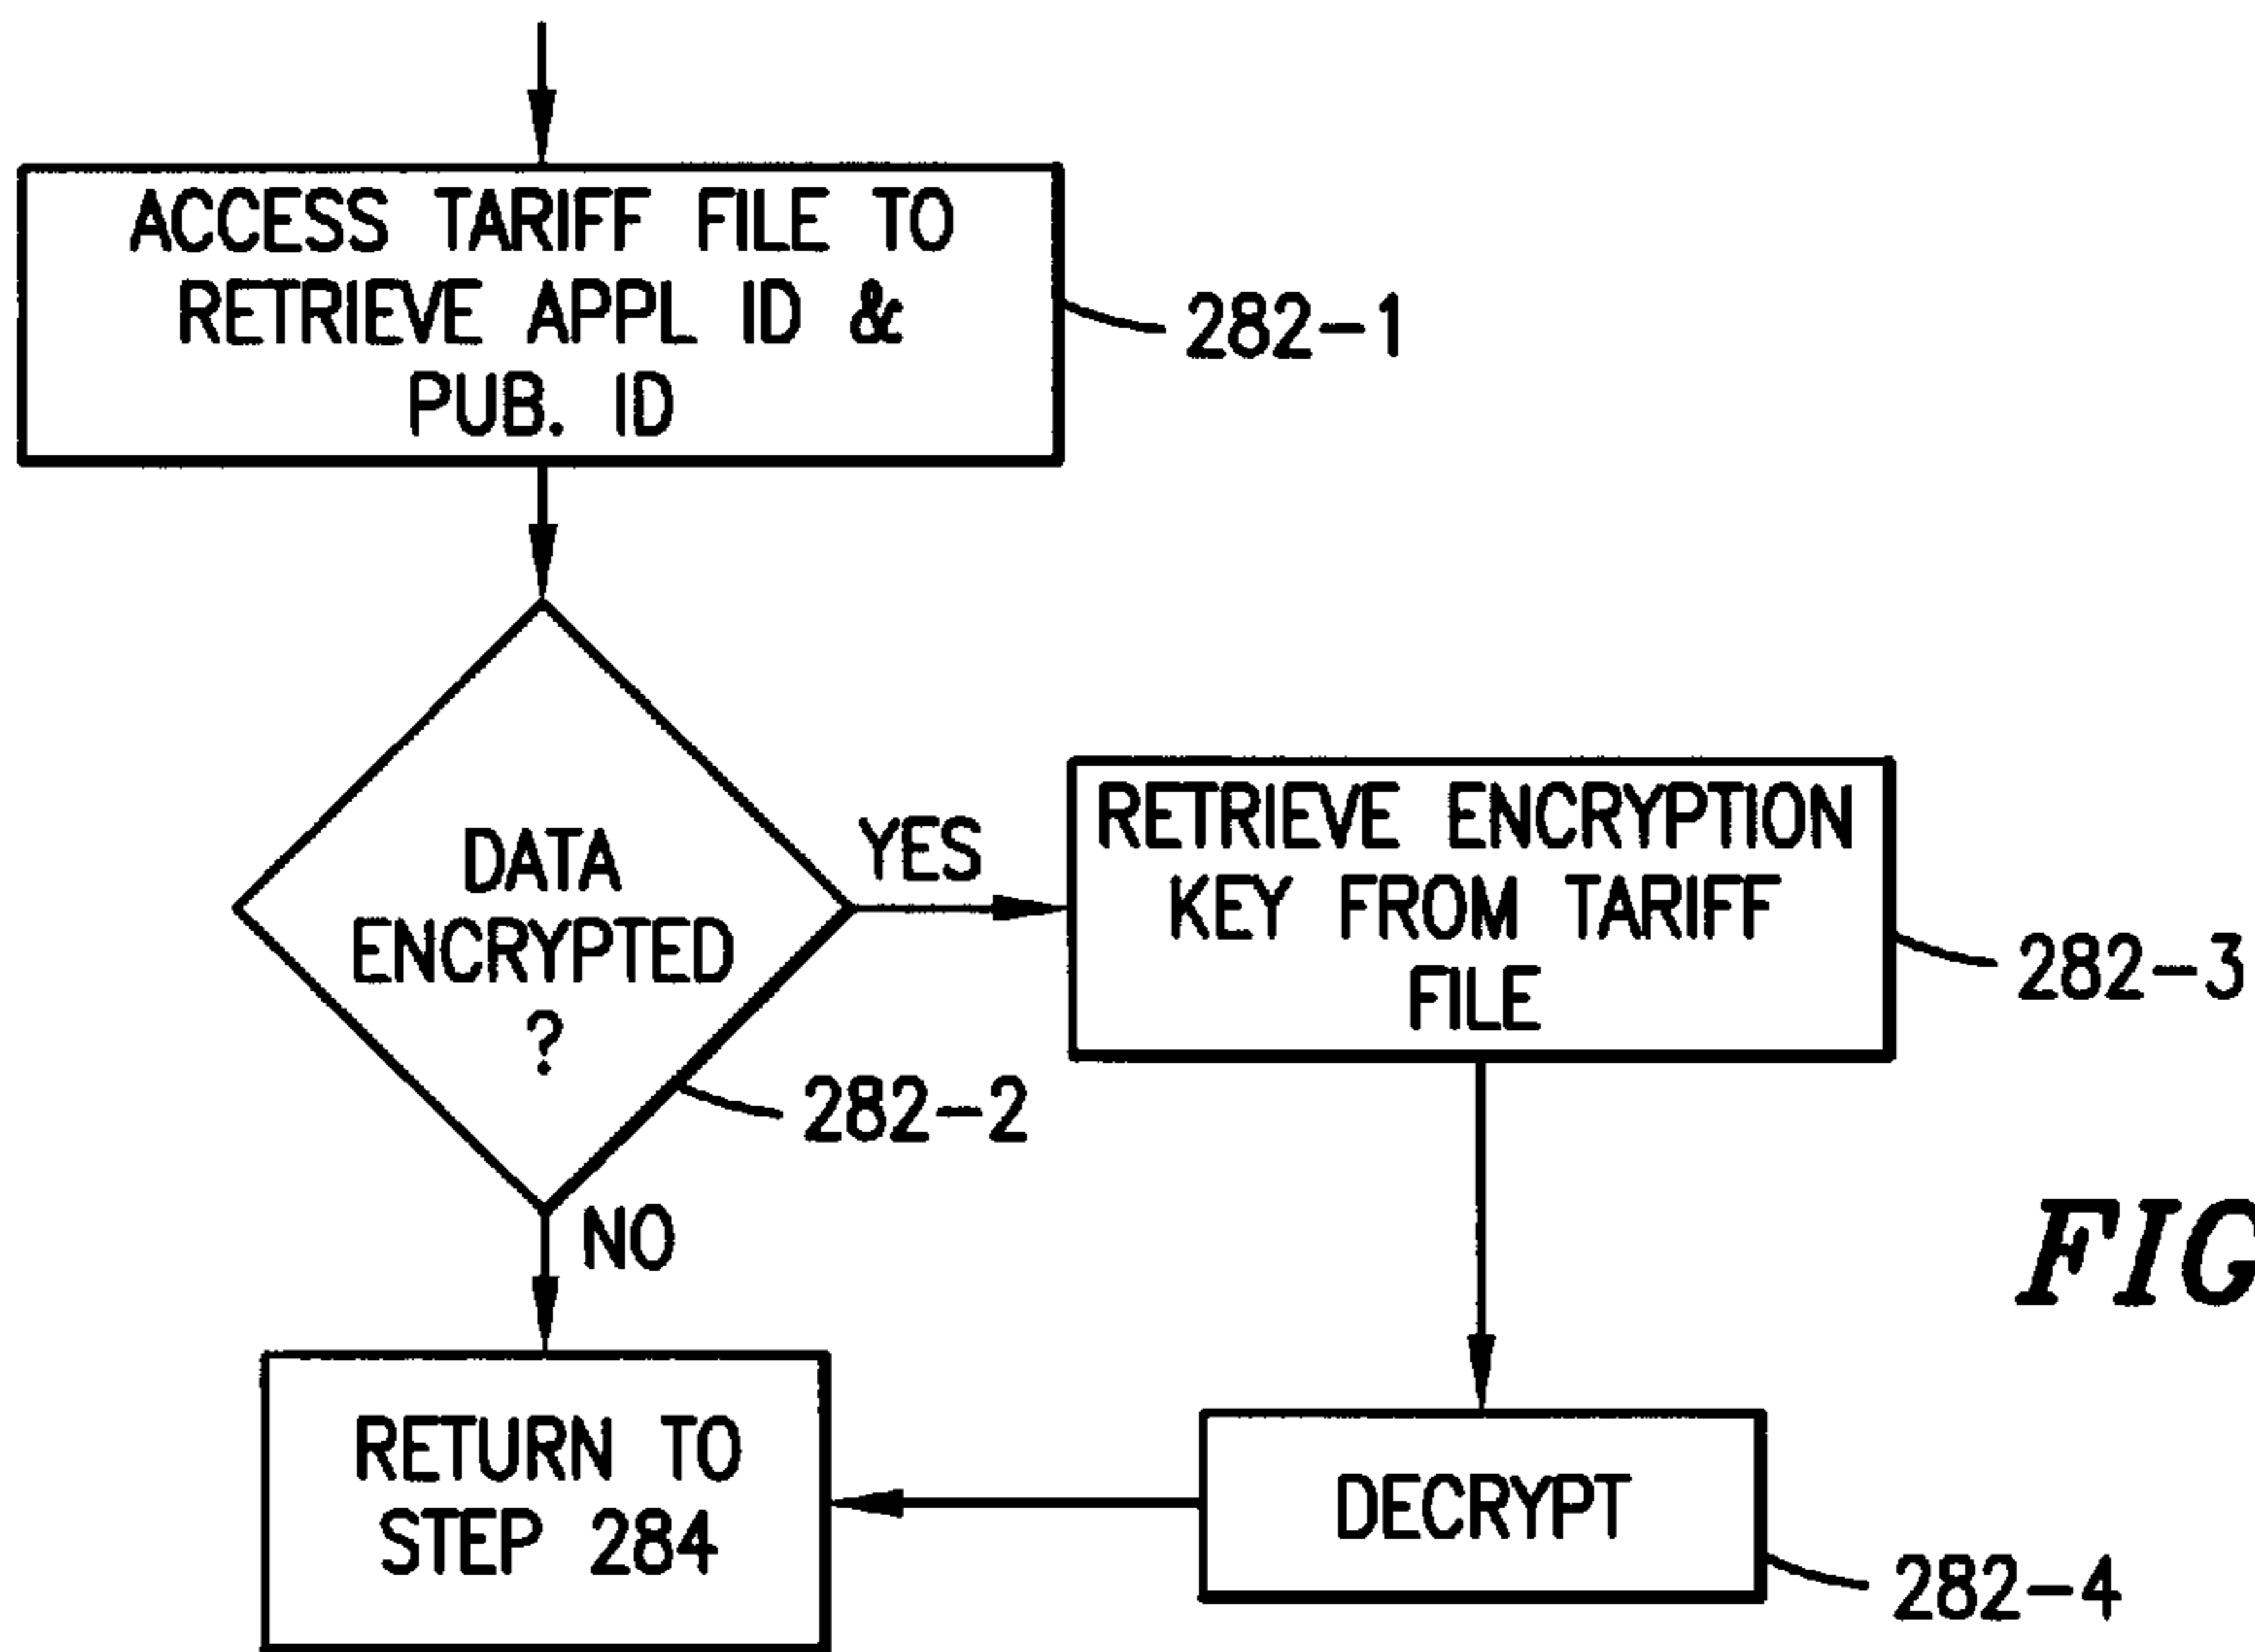 ACCESS TARIFF FILE TO
RETRIEVE APPL ID &
PUB. ID
282-1
DATA
ENCRYPTED
?
YES
282-2
NO
RETRIEVE ENCRYPTION
KEY FROM TARIFF
FILE
282-3
FIG
RETURN TO
STEP 284
DECRYPT
282-4